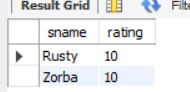 Result Grid Filte
sname rating
Rusty 10
Zorba 10